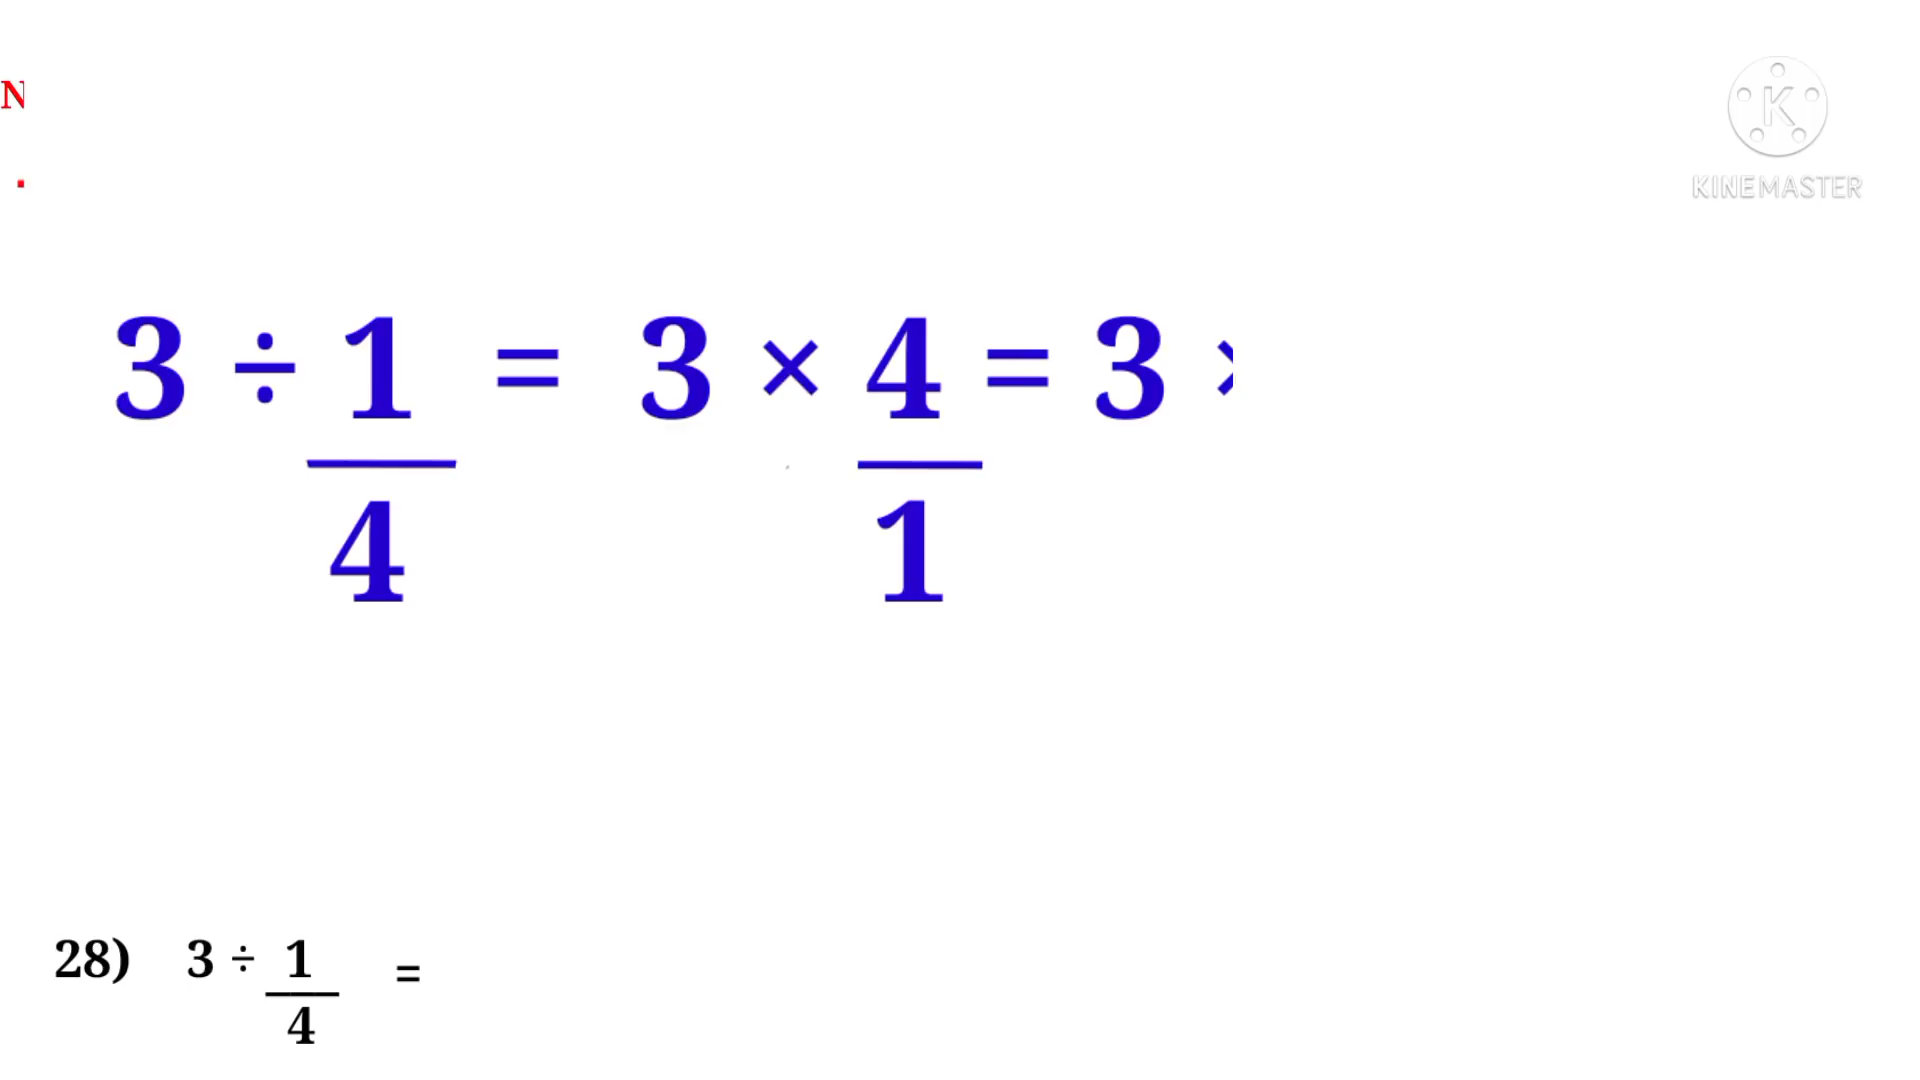 N
.
K
KINEMASTER
3 ÷ 1 = 3 × 4 = 3 ×
4 1
28) 3 ÷ 1 =
4